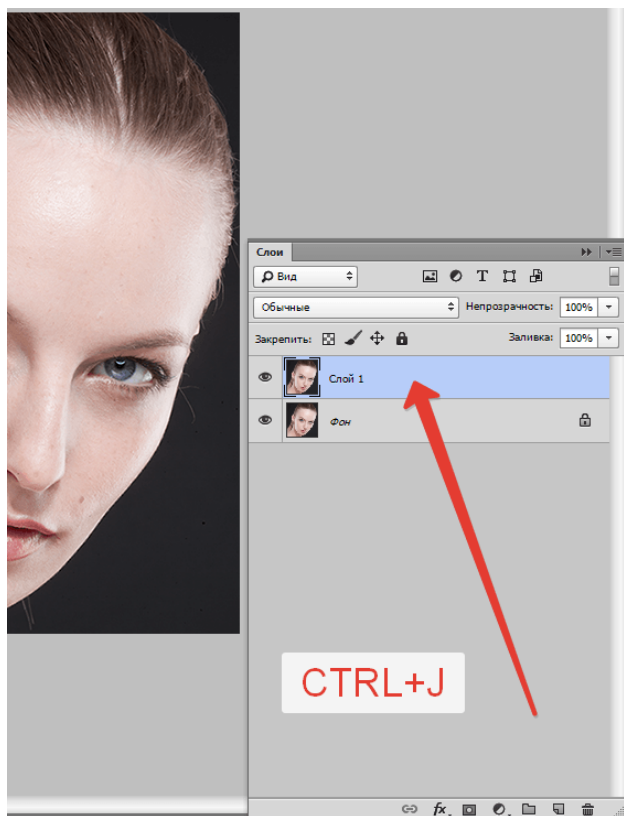 Слои
Вид
Обычные Непрозрачность: 100%
Закрепить: Заливка: 100%
Слой 1
Фон
CTRL+J
fx